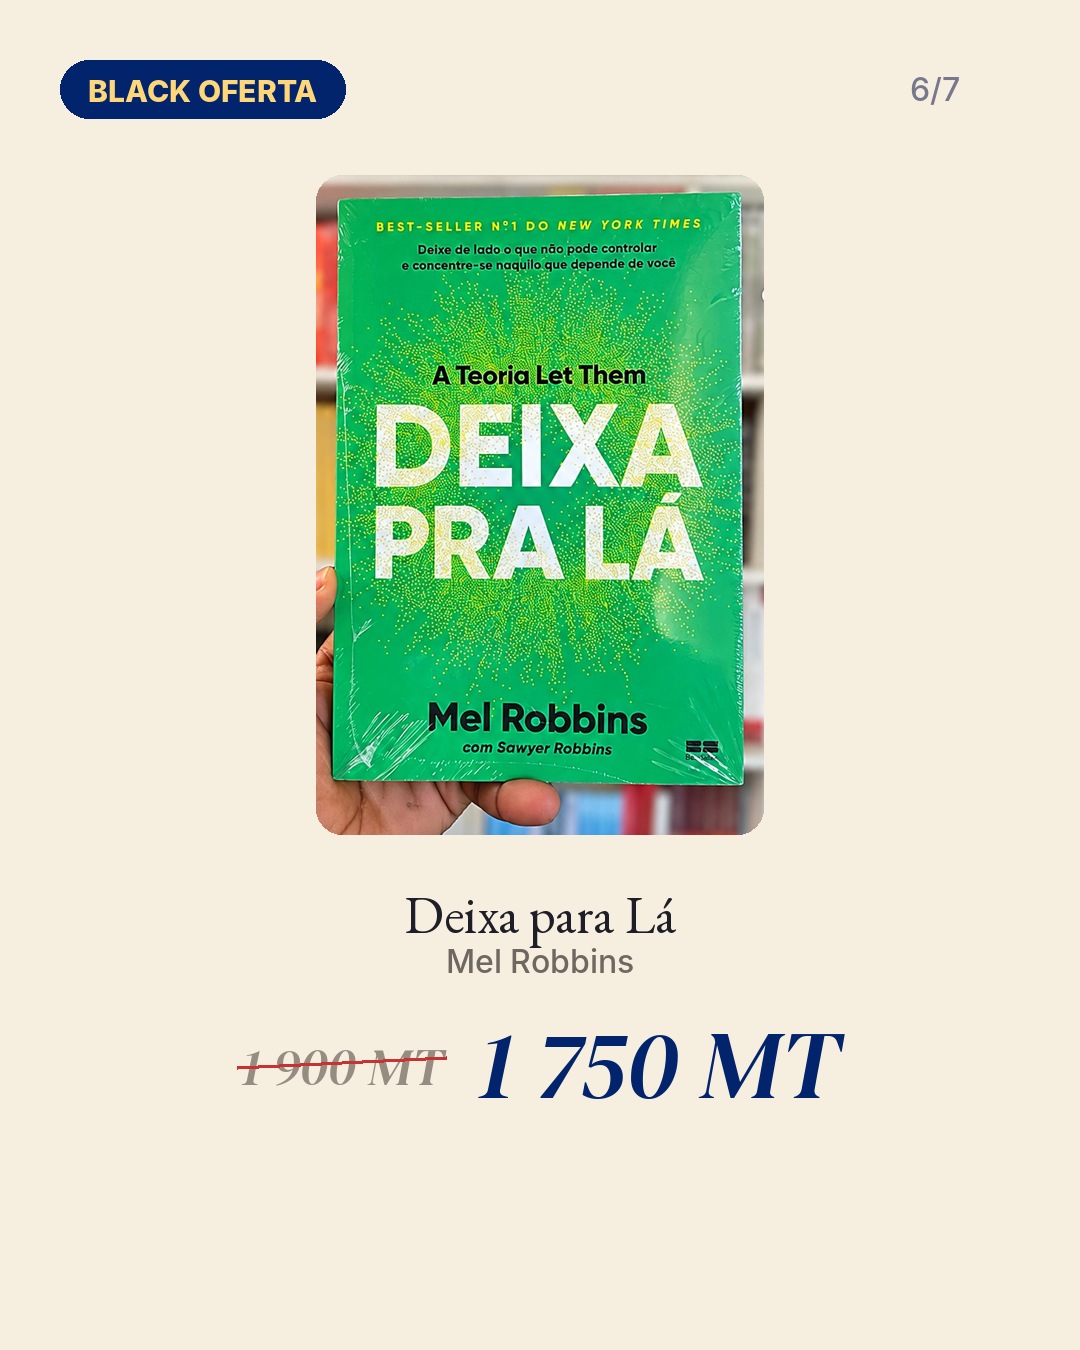 BLACK OFERTA
6/7
BEST-SELLER Nº1 DO NEW YORK TIMES
Deixe de lado o que não pode controlar
e concentre-se naquilo que depende de você
A Teoria Let Them
DEIXA
PRA LÁ
Mel Robbins
com Sawyer Robbins
Deixa para Lá
Mel Robbins
1 900 MT 1 750 MT